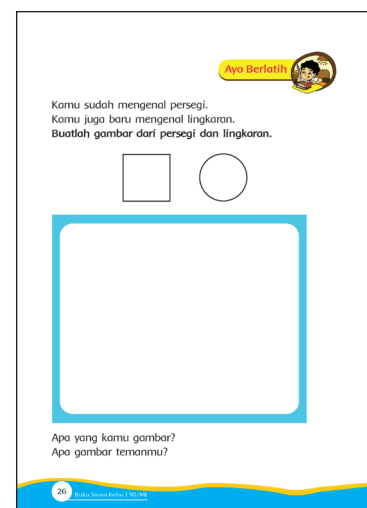 Ayo Berlatih
Kamu sudah mengenal persegi.
Kamu juga baru mengenal lingkaran.
Buatlah gambar dari persegi dan lingkaran.
Apa yang kamu gambar?
Apa gambar temanmu?
26 Buku Siswa Kelas I SD/MI